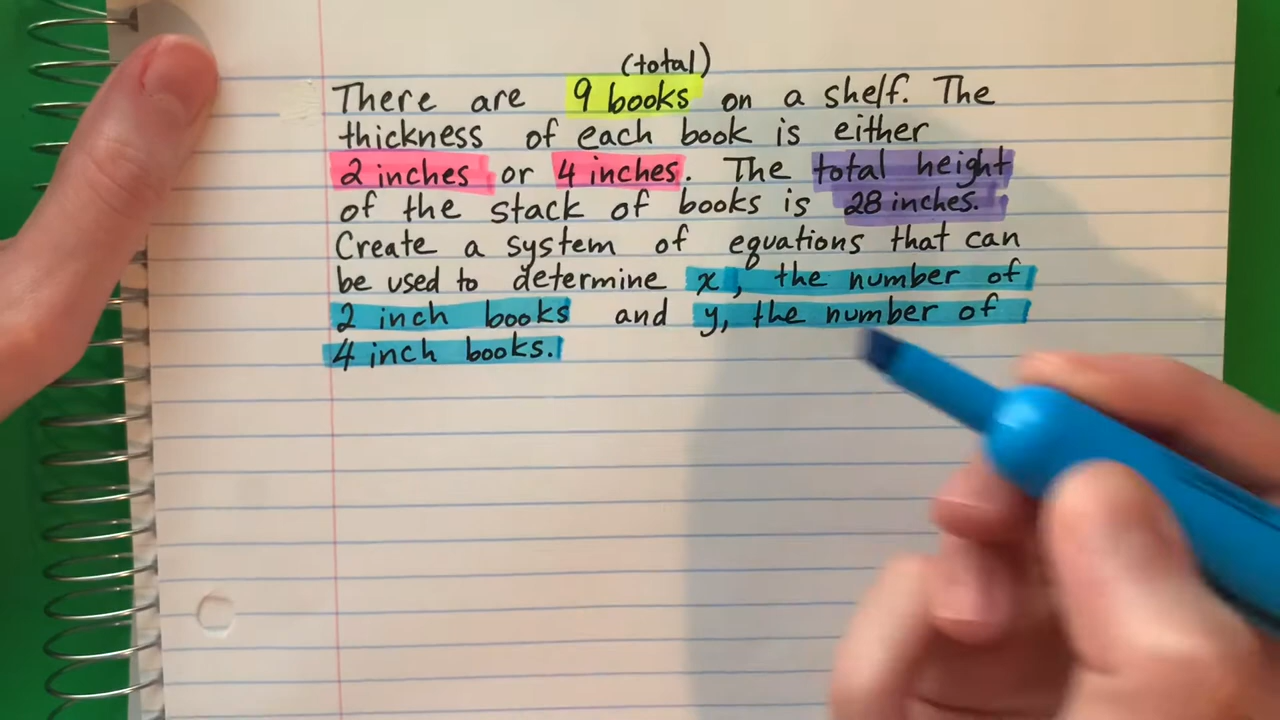 (total)
There are 9 books on a shelf. The
thickness of each book is either
2 inches or 4 inches. The total height
of the stack of books is 28 inches.
Create a system of equations that can
be used to determine x, the number of
2 inch books and y, the number of
4 inch books.